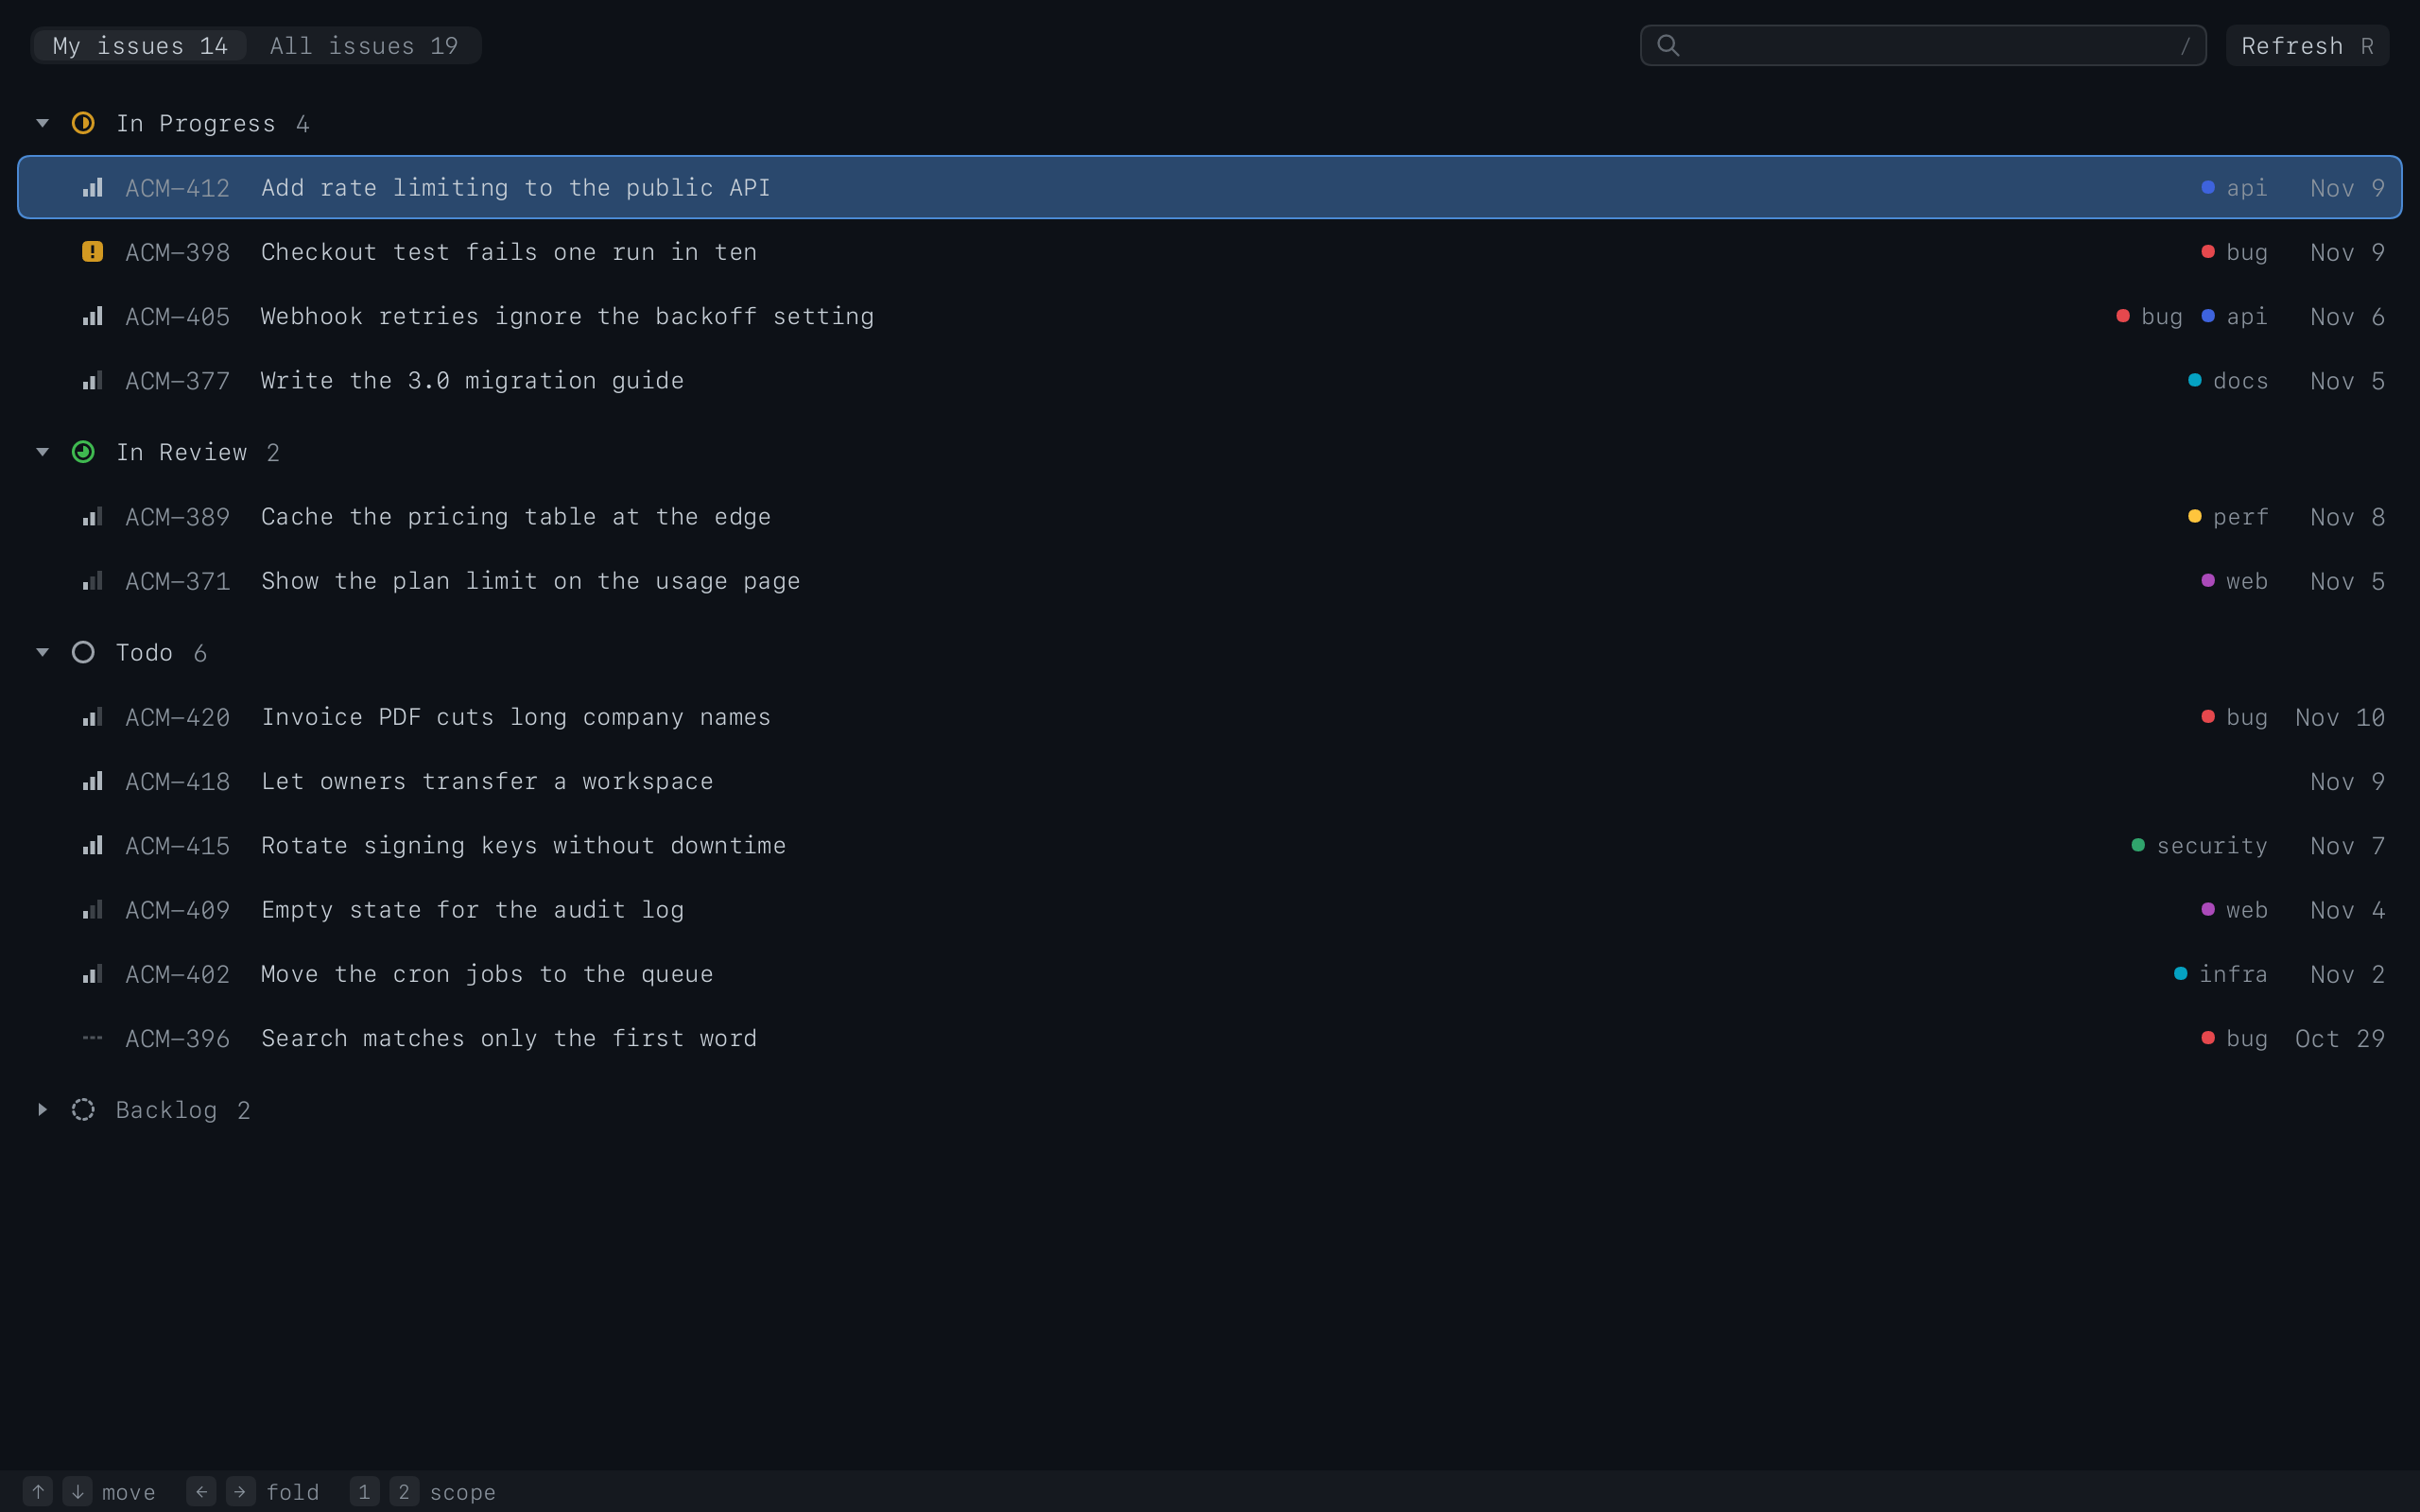 My issues 14 All issues 19 / Refresh R
In Progress 4
ACM-412 Add rate limiting to the public API api Nov 9
ACM-398 Checkout test fails one run in ten bug Nov 9
ACM-405 Webhook retries ignore the backoff setting bug api Nov 6
ACM-377 Write the 3.0 migration guide docs Nov 5
In Review 2
ACM-389 Cache the pricing table at the edge perf Nov 8
ACM-371 Show the plan limit on the usage page web Nov 5
Todo 6
ACM-420 Invoice PDF cuts long company names bug Nov 10
ACM-418 Let owners transfer a workspace Nov 9
ACM-415 Rotate signing keys without downtime security Nov 7
ACM-409 Empty state for the audit log web Nov 4
ACM-402 Move the cron jobs to the queue infra Nov 2
ACM-396 Search matches only the first word bug Oct 29
Backlog 2
↑ ↓ move ← → fold 1 2 scope